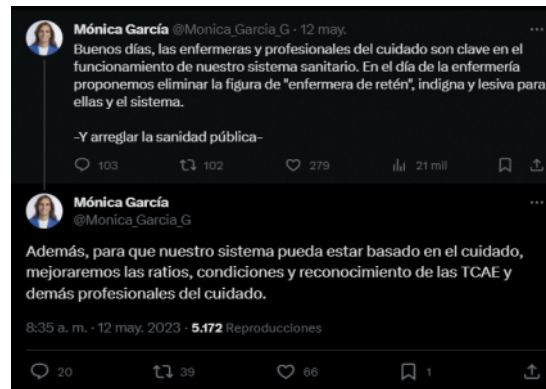 Mónica García @Monica_Garcia_G · 12 may.
Buenos días, las enfermeras y profesionales del cuidado son clave en el
funcionamiento de nuestro sistema sanitario. En el día de la enfermería
proponemos eliminar la figura de "enfermera de retén", indigna y lesiva para
ellas y el sistema.
-Y arreglar la sanidad pública-
103 102 279 21 mil
Mónica García
@Monica_Garcia_G
Además, para que nuestro sistema pueda estar basado en el cuidado,
mejoraremos las ratios, condiciones y reconocimiento de las TCAE y
demás profesionales del cuidado.
8:35 a. m. · 12 may. 2023 · 5.172 Reproducciones
20 39 66 1